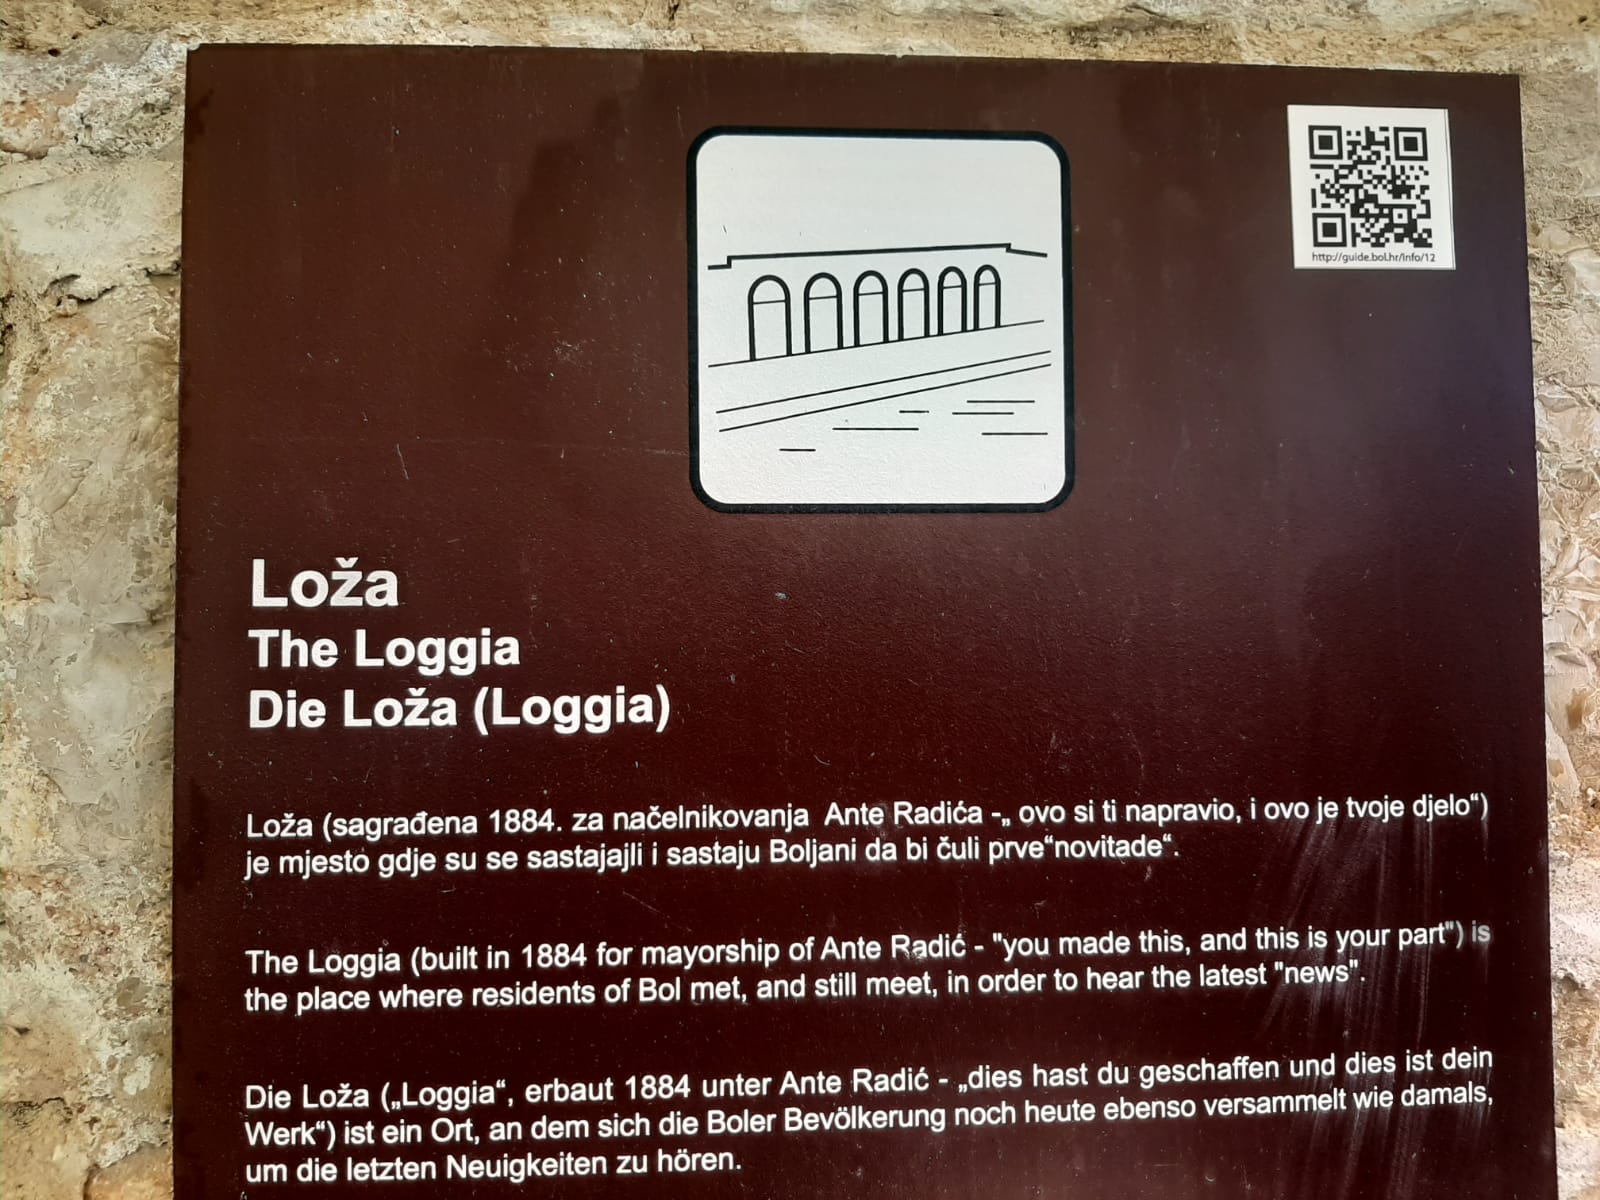 http://guide.bol.hr/info/12
Loža
The Loggia
Die Loža (Loggia)
Loža (sagrađena 1884. za načelnikovanja Ante Radića -„ ovo si ti napravio, i ovo je tvoje djelo“)
je mjesto gdje su se sastajajli i sastaju Boljani da bi čuli prve“novitade“.
The Loggia (built in 1884 for mayorship of Ante Radić - "you made this, and this is your part") is
the place where residents of Bol met, and still meet, in order to hear the latest "news".
Die Loža („Loggia“, erbaut 1884 unter Ante Radić - „dies hast du geschaffen und dies ist dein
Werk“) ist ein Ort, an dem sich die Boler Bevölkerung noch heute ebenso versammelt wie damals,
um die letzten Neuigkeiten zu hören.